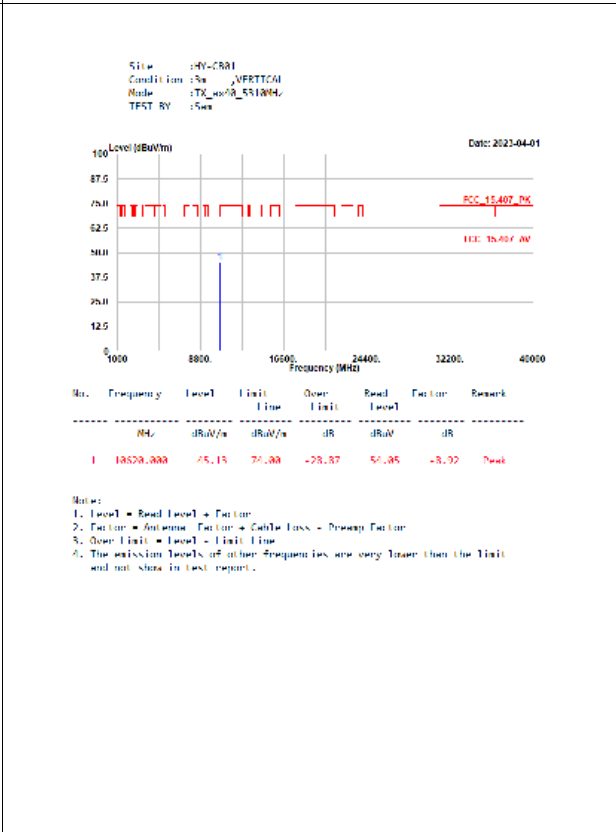 Site :HY-CB01
Condition :3m ,VERTICAL
Mode :TX_ax40_5310MHz
TEST BY :Sam
Level (dBuV/m)
Date: 2023-04-01
100
87.5
75.0
FCC_15.407_PK
62.5
FCC_15.407_AV
50.0
1
37.5
25.0
12.5
0
1000 8800. 16600. 24400. 32200. 40000
Frequency (MHz)
No. Frequency Level Limit Over Read Factor Remark
Line Limit Level
------- ----------- -------- -------- --------- -------- --------- ---------
MHz dBuV/m dBuV/m dB dBuV dB
1 10620.000 45.13 74.00 -28.87 54.05 -8.92 Peak
Note:
1. Level = Read Level + Factor
2. Factor = Antenna Factor + Cable Loss - Preamp Factor
3. Over Limit = Level - Limit Line
4. The emission levels of other frequencies are very lower than the limit
and not show in test report.